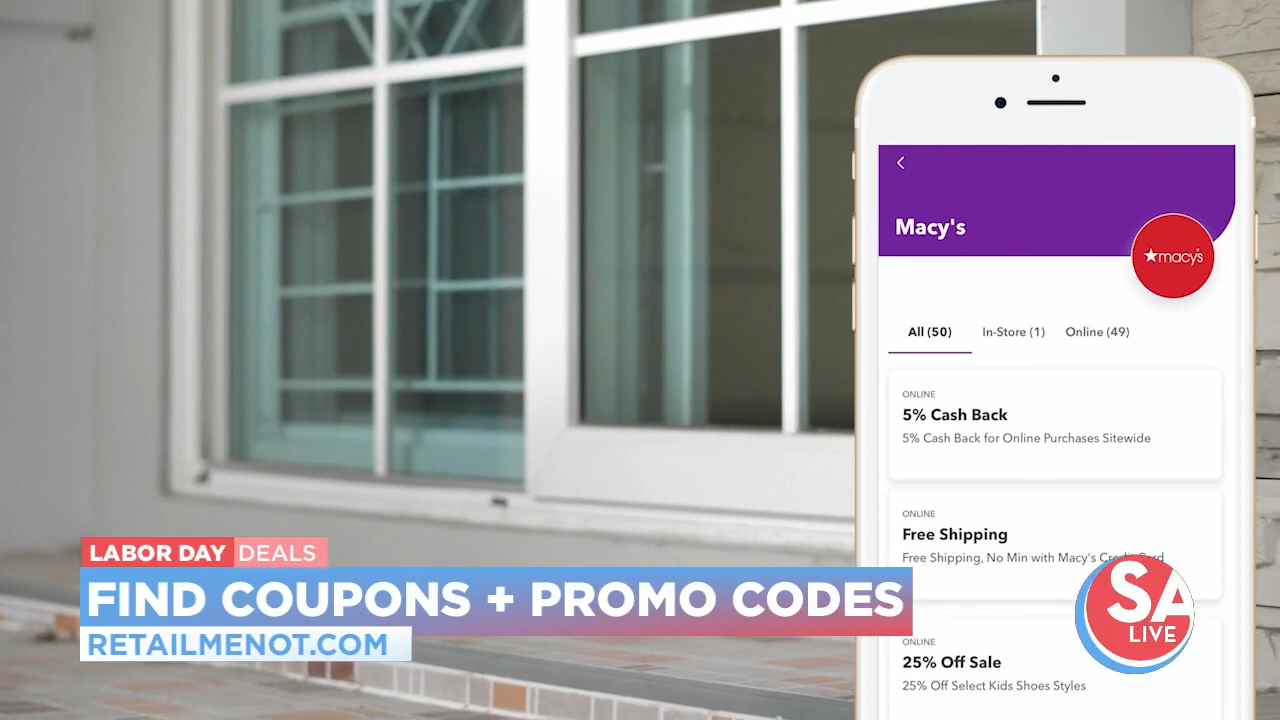 Macy's
★macy's
All (50) In-Store (1) Online (49)
ONLINE
5% Cash Back
5% Cash Back for Online Purchases Sitewide
ONLINE
Free Shipping
Free Shipping, No Min with Macy's Credit Card
ONLINE
25% Off Sale
25% Off Select Kids Shoes Styles
LABOR DAY DEALS
FIND COUPONS + PROMO CODES
RETAILMENOT.COM
SA
LIVE